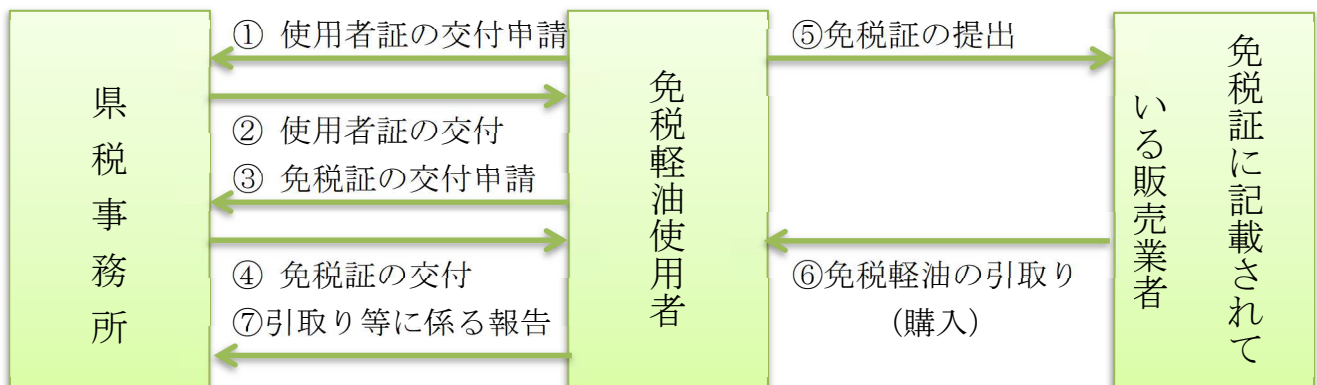 県税事務所
① 使用者証の交付申請
② 使用者証の交付
③ 免税証の交付申請
④ 免税証の交付
⑦引取り等に係る報告
免税軽油使用者
⑤免税証の提出
⑥免税軽油の引取り
（購入）
免税証に記載されて
いる販売業者